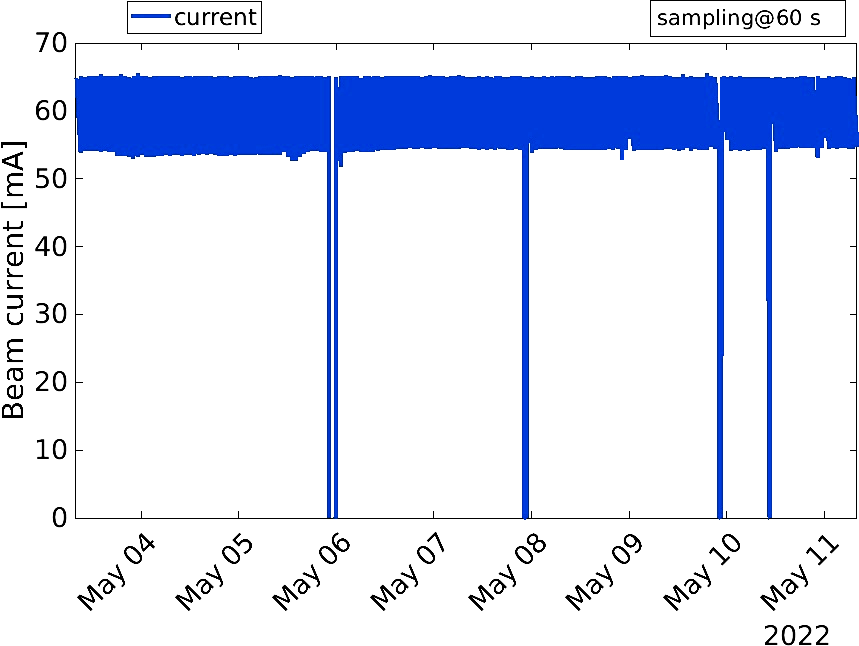 current
sampling@60 s
Beam current [mA]
70
60
50
40
30
20
10
0
May 04
May 05
May 06
May 07
May 08
May 09
May 10
May 11
2022